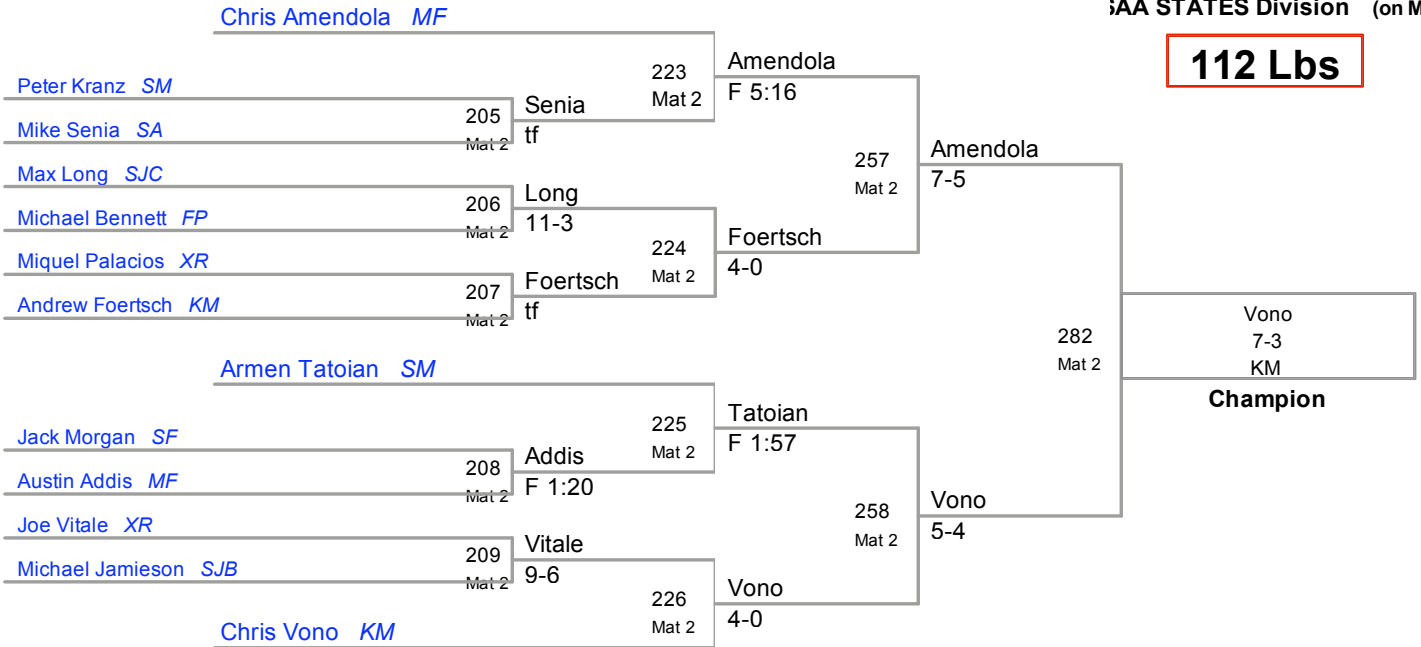 Chris Amendola MF
AA STATES Division (on M
112 Lbs
Peter Kranz SM
Mike Senia SA
205
Mat 2
Senia
tf
223
Mat 2
Amendola
F 5:16
Max Long SJC
Michael Bennett FP
206
Mat 2
Long
11-3
Miquel Palacios XR
Andrew Foertsch KM
207
Mat 2
Foertsch
tf
224
Mat 2
Foertsch
4-0
257
Mat 2
Amendola
7-5
Armen Tatoian SM
Jack Morgan SF
Austin Addis MF
208
Mat 2
Addis
F 1:20
225
Mat 2
Tatoian
F 1:57
Joe Vitale XR
Michael Jamieson SJB
209
Mat 2
Vitale
9-6
Chris Vono KM
226
Mat 2
Vono
4-0
258
Mat 2
Vono
5-4
282
Mat 2
Vono
7-3
KM
Champion